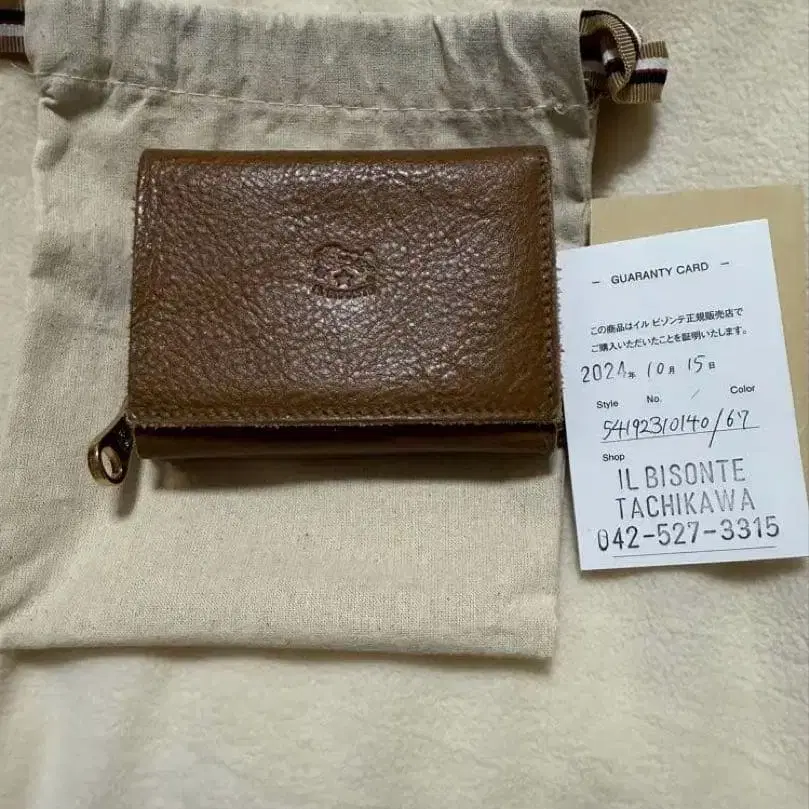 IL BISONTE
— GUARANTY CARD —
この商品はイル ビゾンテ正規販売店で
ご購入いただいたことを証明いたします。
2024年 10月 15日
Style No. / Color
54192310140/67
Shop
IL BISONTE
TACHIKAWA
042-527-3315